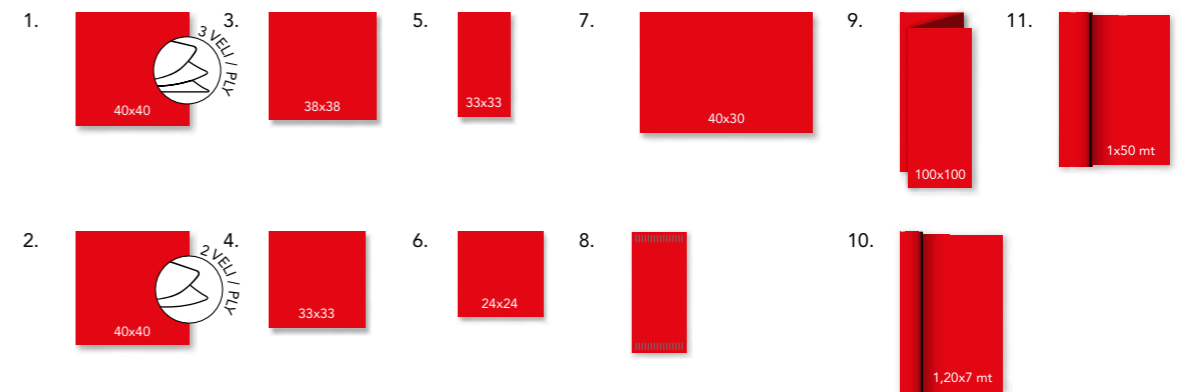 1.
40x40
3 VELI / PLY
3.
38x38
5.
33x33
7.
40x30
9.
100x100
11.
1x50 mt
2.
40x40
2 VELI / PLY
4.
33x33
6.
24x24
8.
10.
1,20x7 mt